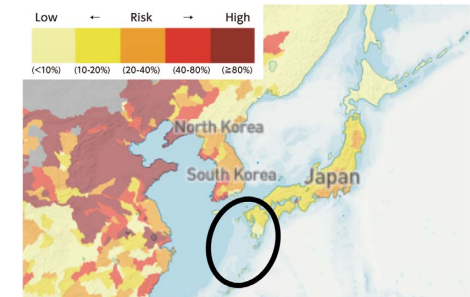 Low ← Risk → High
(<10%) (10-20%) (20-40%) (40-80%) (≧80%)
North Korea
South Korea
Japan